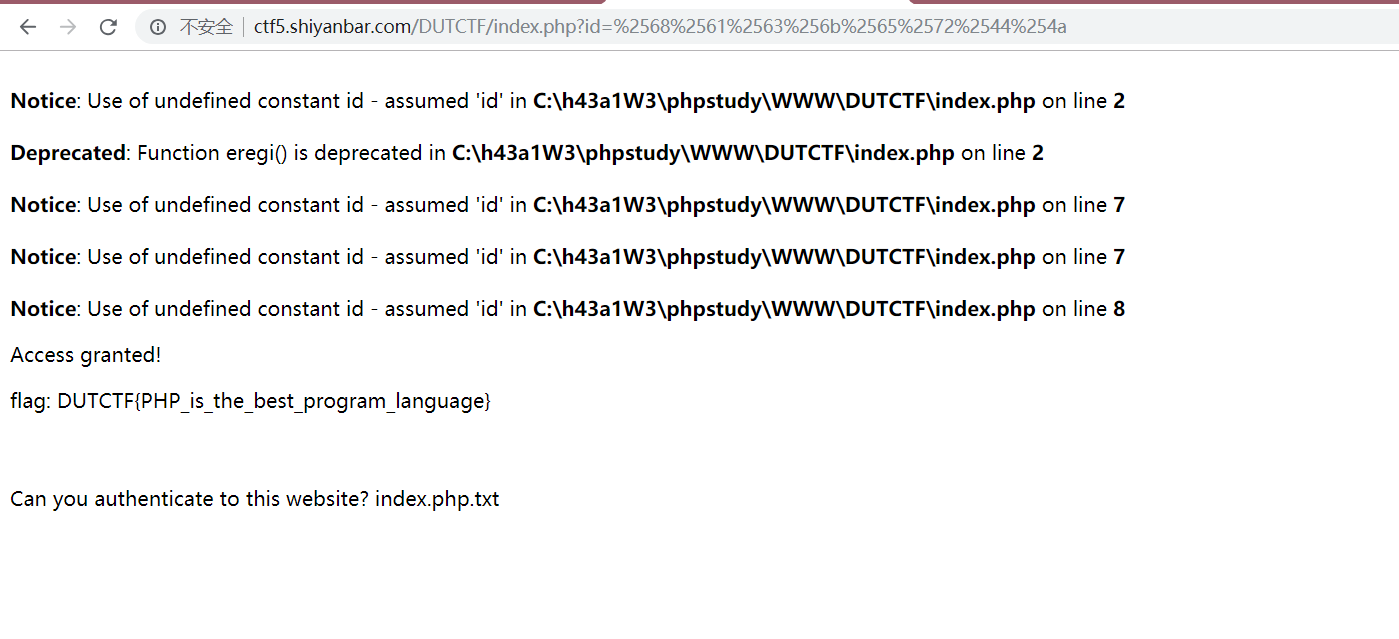 不安全 ctf5.shiyanbar.com/DUTCTF/index.php?id=%2568%2561%2563%256b%2565%2572%2544%254a
Notice: Use of undefined constant id - assumed 'id' in C:\h43a1W3\phpstudy\WWW\DUTCTF\index.php on line 2
Deprecated: Function eregi() is deprecated in C:\h43a1W3\phpstudy\WWW\DUTCTF\index.php on line 2
Notice: Use of undefined constant id - assumed 'id' in C:\h43a1W3\phpstudy\WWW\DUTCTF\index.php on line 7
Notice: Use of undefined constant id - assumed 'id' in C:\h43a1W3\phpstudy\WWW\DUTCTF\index.php on line 7
Notice: Use of undefined constant id - assumed 'id' in C:\h43a1W3\phpstudy\WWW\DUTCTF\index.php on line 8
Access granted!
flag: DUTCTF{PHP_is_the_best_program_language}
Can you authenticate to this website? index.php.txt